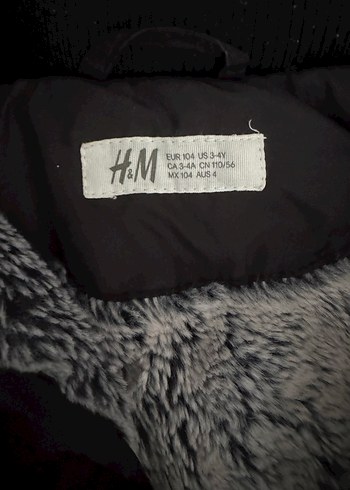 H&M
EUR 104 US 3-4Y
CA 3-4A CN 110/56
MX 104 AUS 4